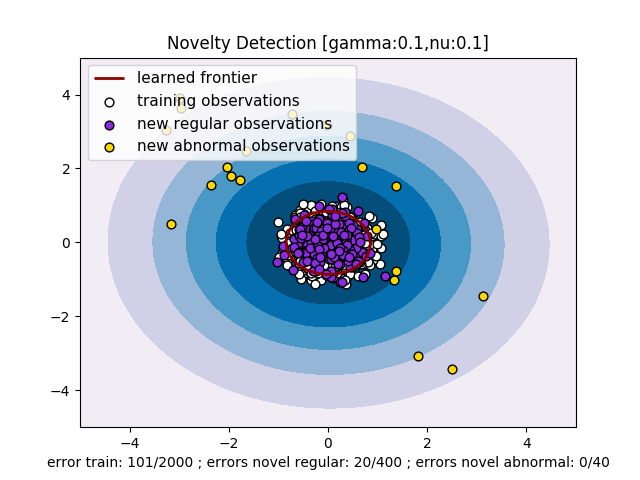 Novelty Detection [gamma:0.1,nu:0.1]
learned frontier
training observations
new regular observations
new abnormal observations
4
2
0
−2
−4
−4 −2 0 2 4
error train: 101/2000 ; errors novel regular: 20/400 ; errors novel abnormal: 0/40